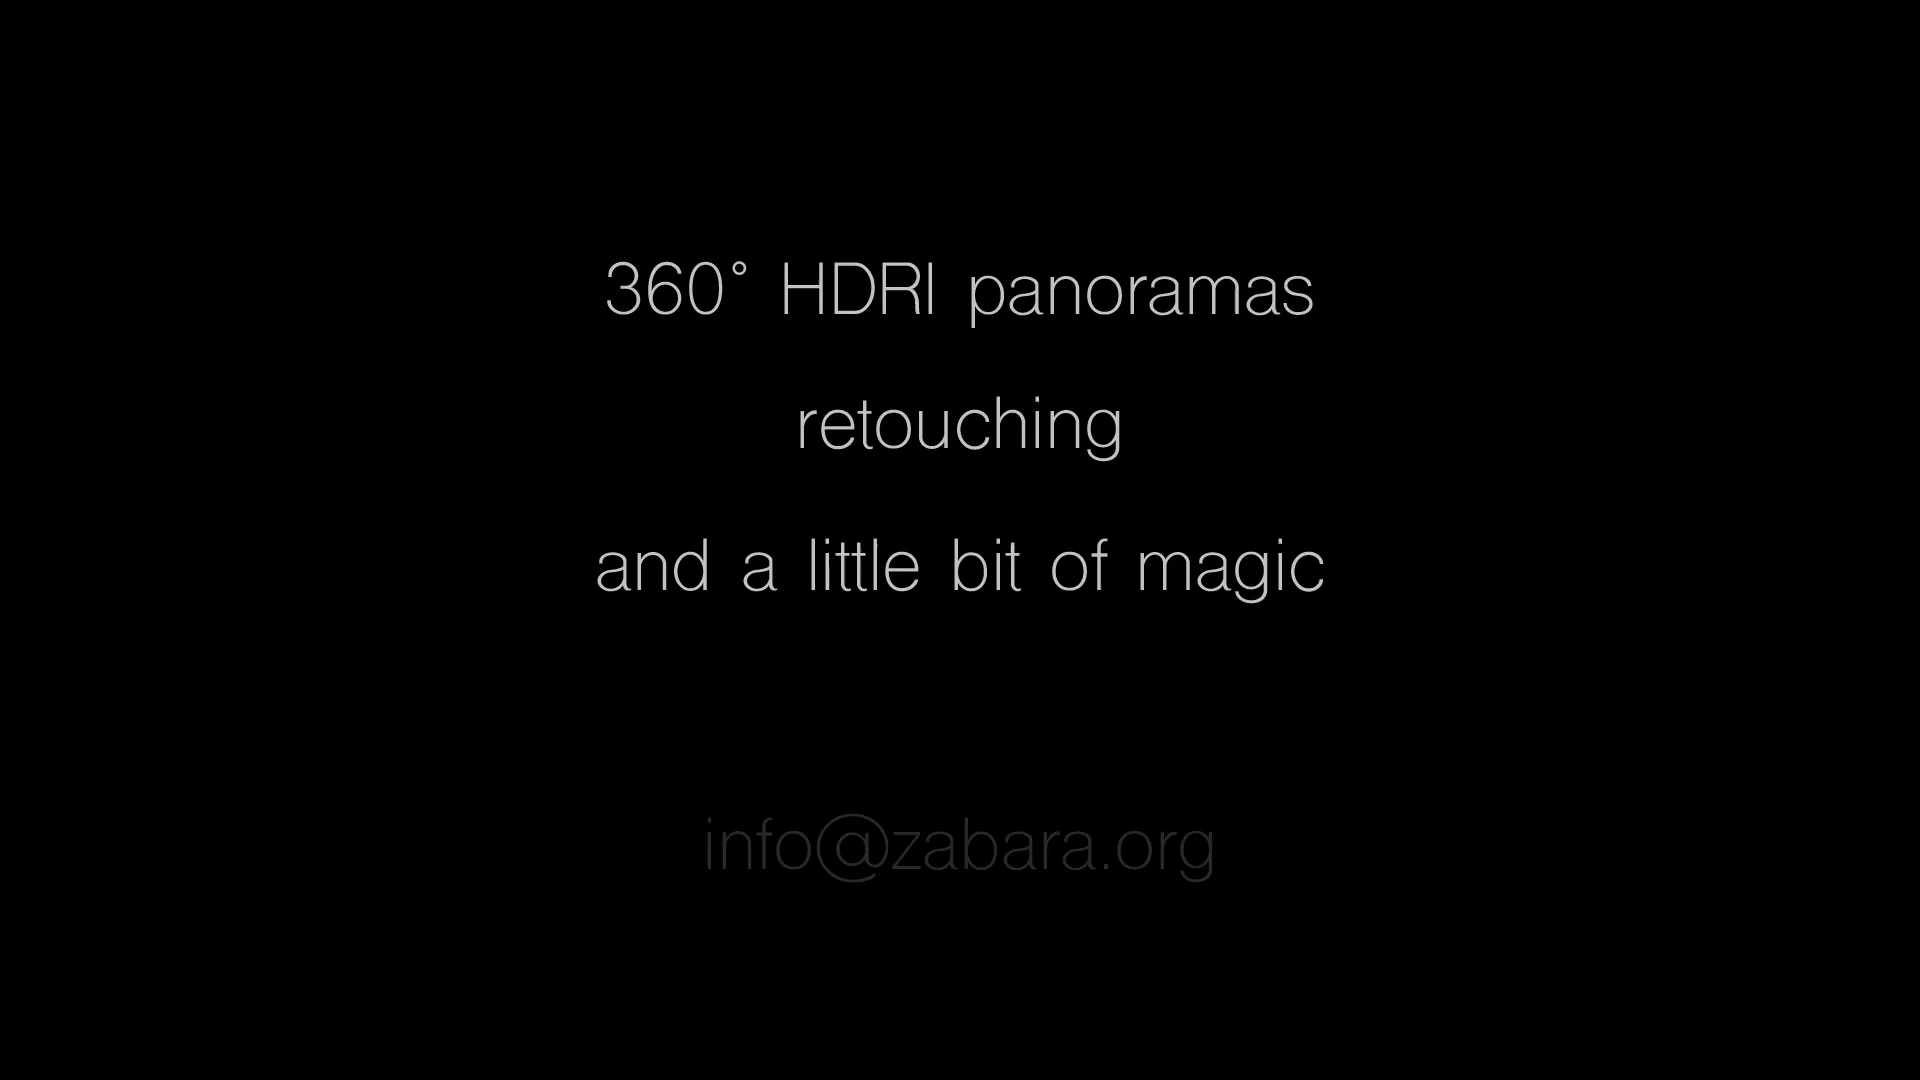 360° HDRI panoramas
retouching
and a little bit of magic
info@zabara.org